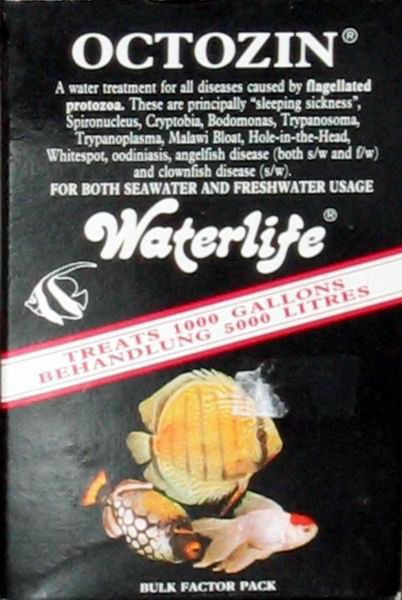 OCTOZIN®
A water treatment for all diseases caused by flagellated
protozoa. These are principally "sleeping sickness",
Spironucleus, Cryptobia, Bodomonas, Trypanosoma,
Trypanoplasma, Malawi Bloat, Hole-in-the-Head,
Whitespot, oodiniasis, angelfish disease (both s/w and f/w)
and clownfish disease (s/w).
FOR BOTH SEAWATER AND FRESHWATER USAGE
Waterlife®
TREATS 1000 GALLONS
BEHANDLUNG 5000 LITRES
BULK FACTOR PACK